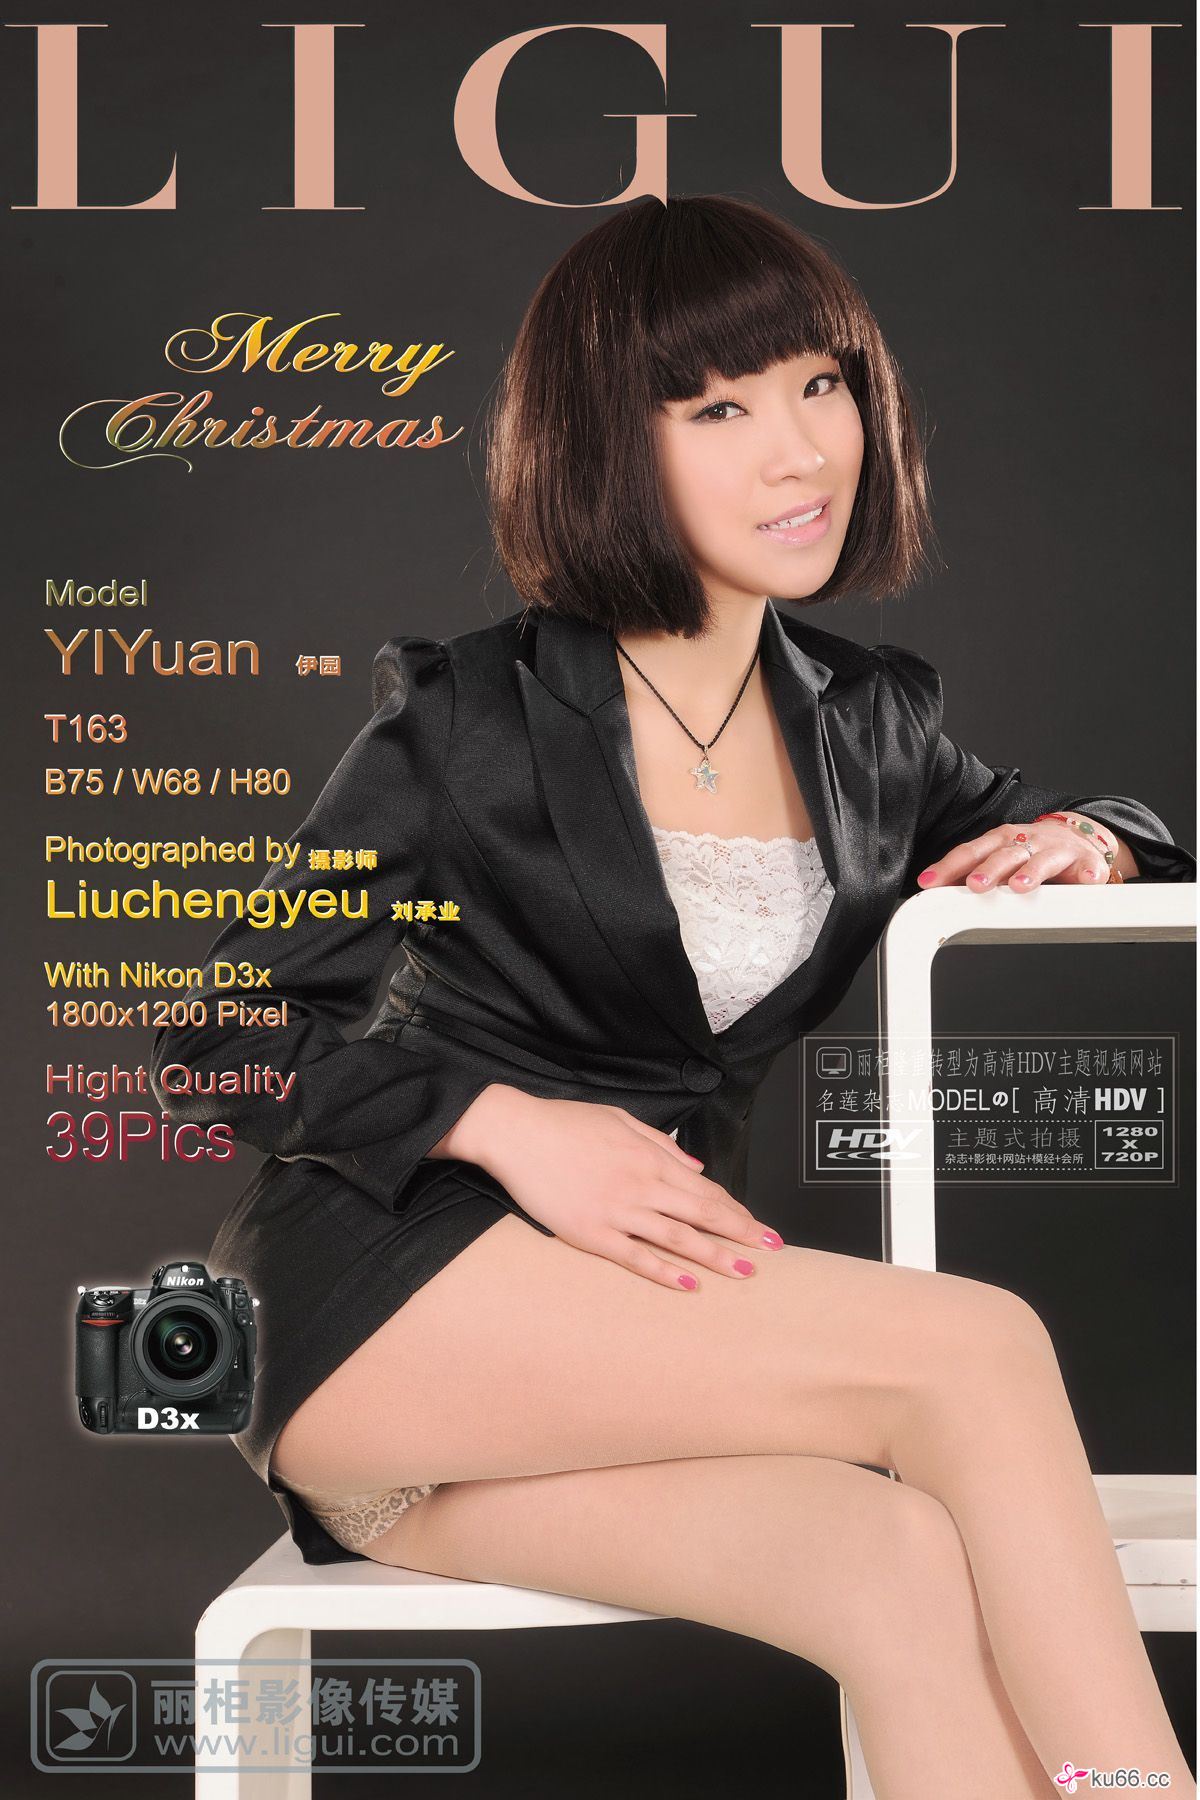 LIGUI
Merry
Christmas
Model
YIYuan 伊园
T163
B75 / W68 / H80
Photographed by 摄影师
Liuchengyeu 刘承业
With Nikon D3x
1800x1200 Pixel
Hight Quality
39Pics
丽柜隆重转型为高清HDV主题视频网站
名莲杂志MODELの[ 高清HDV ]
HDV 主题式拍摄 1280
杂志+影视+网站+模经+会所 X
720P
Nikon
D3x
丽柜影像传媒
www.ligui.com
ku66.cc